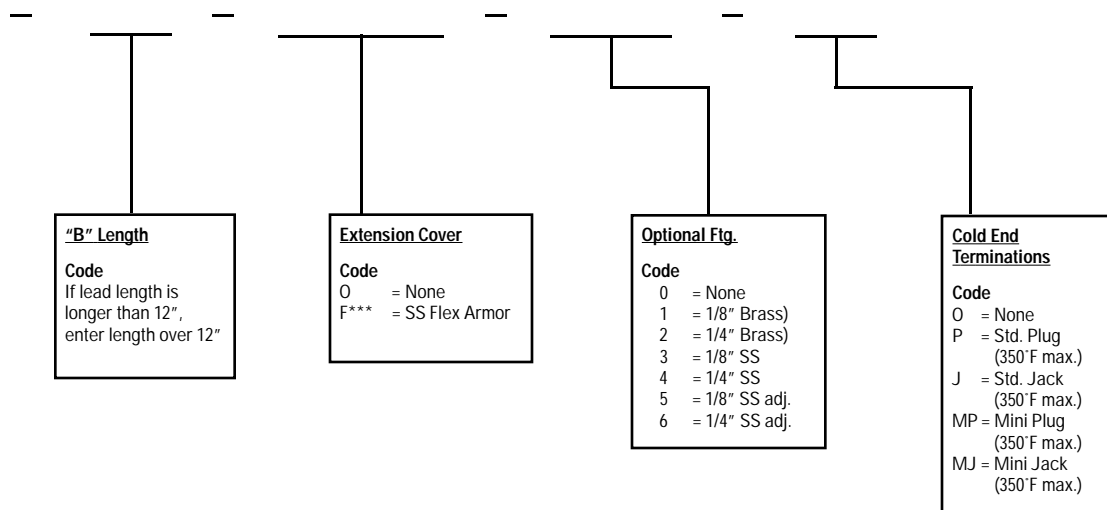 “B” Length
Code
If lead length is
longer than 12”,
enter length over 12”
Extension Cover
Code
O = None
F*** = SS Flex Armor
Optional Ftg.
Code
0 = None
1 = 1/8” Brass)
2 = 1/4” Brass)
3 = 1/8” SS
4 = 1/4” SS
5 = 1/8” SS adj.
6 = 1/4” SS adj.
Cold End
Terminations
Code
O = None
P = Std. Plug
(350˚F max.)
J = Std. Jack
(350˚F max.)
MP = Mini Plug
(350˚F max.)
MJ = Mini Jack
(350˚F max.)